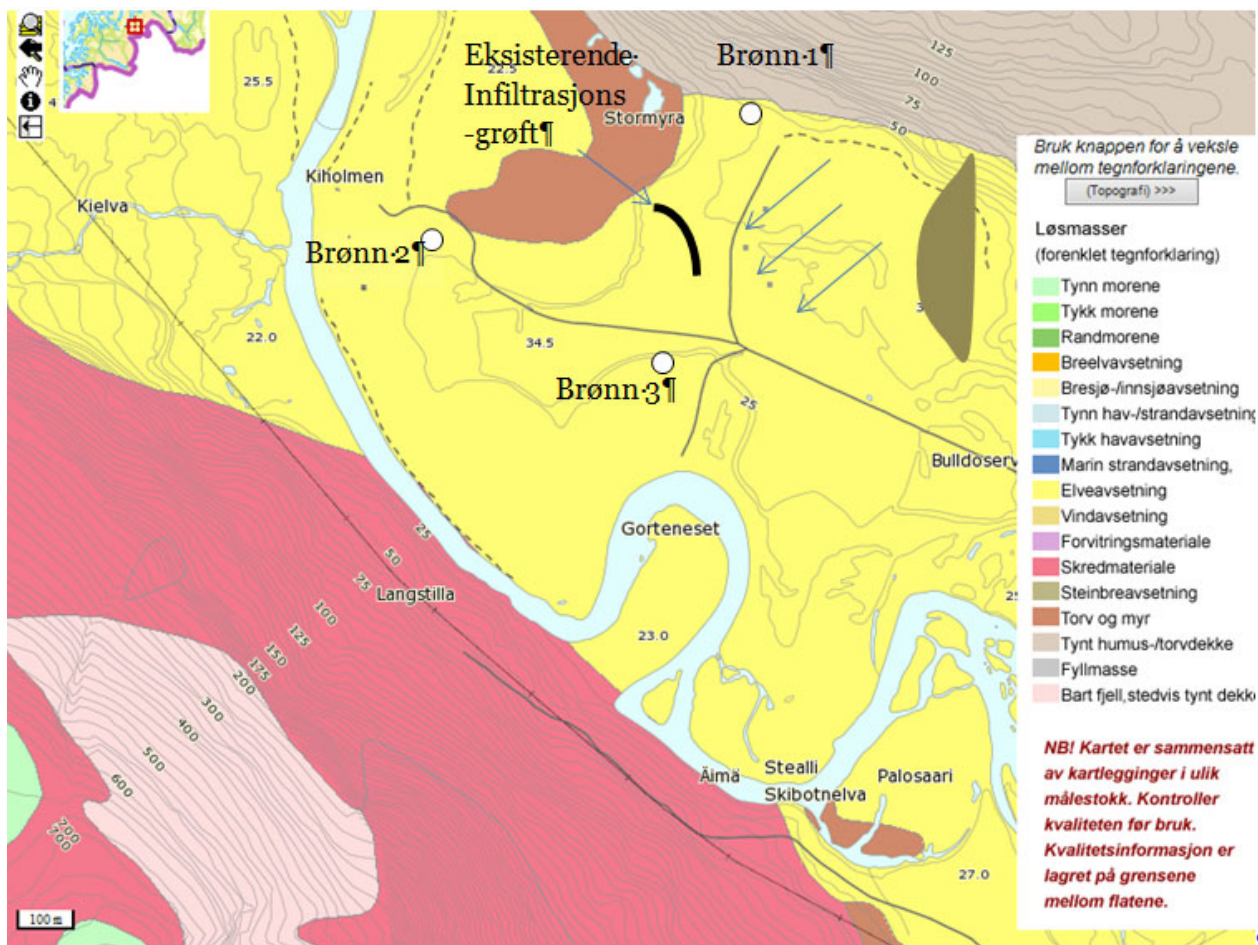 Eksisterende·
Infiltrasjons
-grøft¶
Brønn·1¶
125
100
75
50
25.5
22.5
4
Stormyra
Kiholmen
Kielva
Brønn·2¶
22.0
34.5
Brønn·3¶
25
Bulldoserv
Gorteneset
25
50
75
100
125
150
175
200
300
400
500
600
700
700
Langstilla
23.0
Äimä
Stealli
Skibotnelva
Palosaari
27.0
100 m
Bruk knappen for å veksle
mellom tegnforklaringene.
(Topografi) >>>
Løsmasser
(forenklet tegnforklaring)
Tynn morene
Tykk morene
Randmorene
Breelvavsetning
Bresjø-/innsjøavsetning
Tynn hav-/strandavsetning
Tykk havavsetning
Marin strandavsetning,
Elveavsetning
Vindavsetning
Forvitringsmateriale
Skredmateriale
Steinbreavsetning
Torv og myr
Tynt humus-/torvdekke
Fyllmasse
Bart fjell,stedvis tynt dekke
NB! Kartet er sammensatt
av kartlegginger i ulik
målestokk. Kontroller
kvaliteten før bruk.
Kvalitetsinformasjon er
lagret på grensene
mellom flatene.